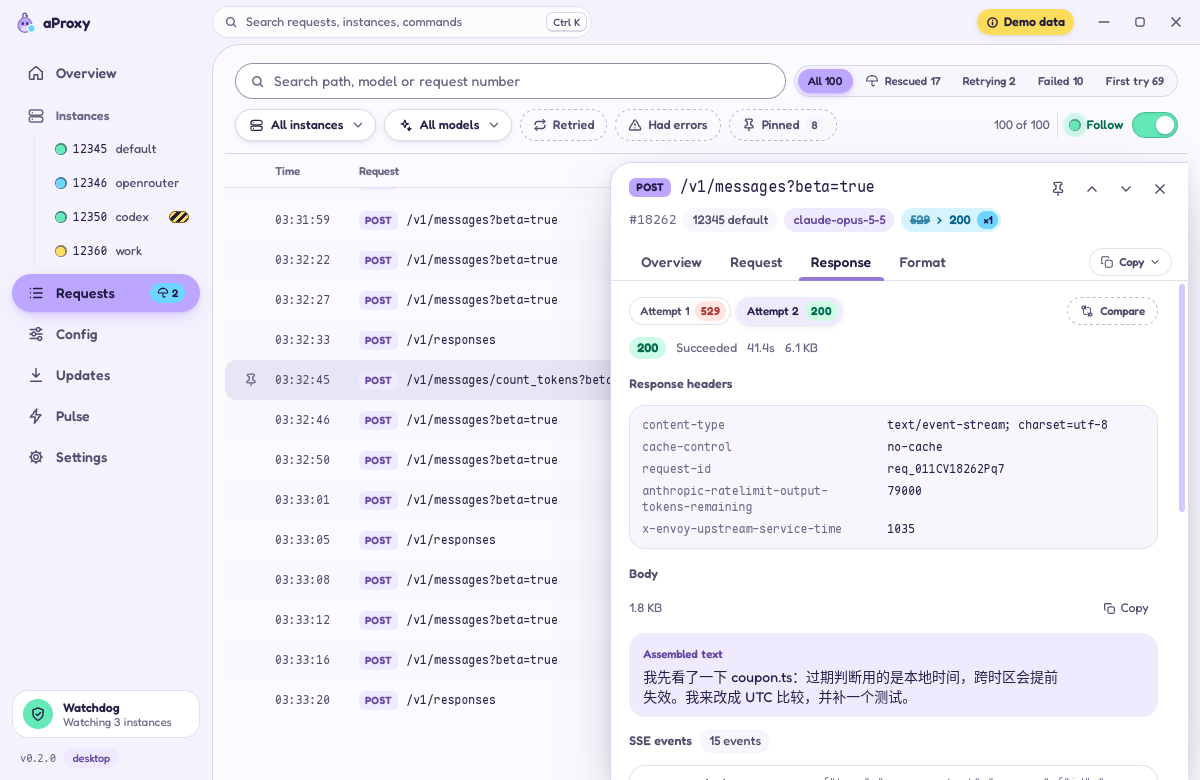 aProxy
Search requests, instances, commands
Ctrl K
Demo data
Overview
Instances
12345 default
12346 openrouter
12350 codex
12360 work
Requests 2
Config
Updates
Pulse
Settings
Watchdog
Watching 3 instances
v0.2.0 desktop
Search path, model or request number
All 100 Rescued 17 Retrying 2 Failed 10 First try 69
All instances All models Retried Had errors Pinned 8 100 of 100 Follow
Time Request
03:31:59 POST /v1/messages?beta=true
03:32:22 POST /v1/messages?beta=true
03:32:27 POST /v1/messages?beta=true
03:32:33 POST /v1/responses
03:32:45 POST /v1/messages/count_tokens?beta
03:32:46 POST /v1/messages?beta=true
03:32:50 POST /v1/messages?beta=true
03:33:01 POST /v1/messages?beta=true
03:33:05 POST /v1/responses
03:33:08 POST /v1/messages?beta=true
03:33:12 POST /v1/messages?beta=true
03:33:16 POST /v1/messages?beta=true
03:33:20 POST /v1/responses
POST /v1/messages?beta=true
#18262 12345 default claude-opus-5-5 529 > 200 x1
Overview Request Response Format Copy
Attempt 1 529 Attempt 2 200 Compare
200 Succeeded 41.4s 6.1 KB
Response headers
content-type text/event-stream; charset=utf-8
cache-control no-cache
request-id req_011CV18262Pq7
anthropic-ratelimit-output- 79000
tokens-remaining
x-envoy-upstream-service-time 1035
Body
1.8 KB Copy
Assembled text
我先看了一下 coupon.ts：过期判断用的是本地时间，跨时区会提前
失效。我来改成 UTC 比较，并补一个测试。
SSE events 15 events